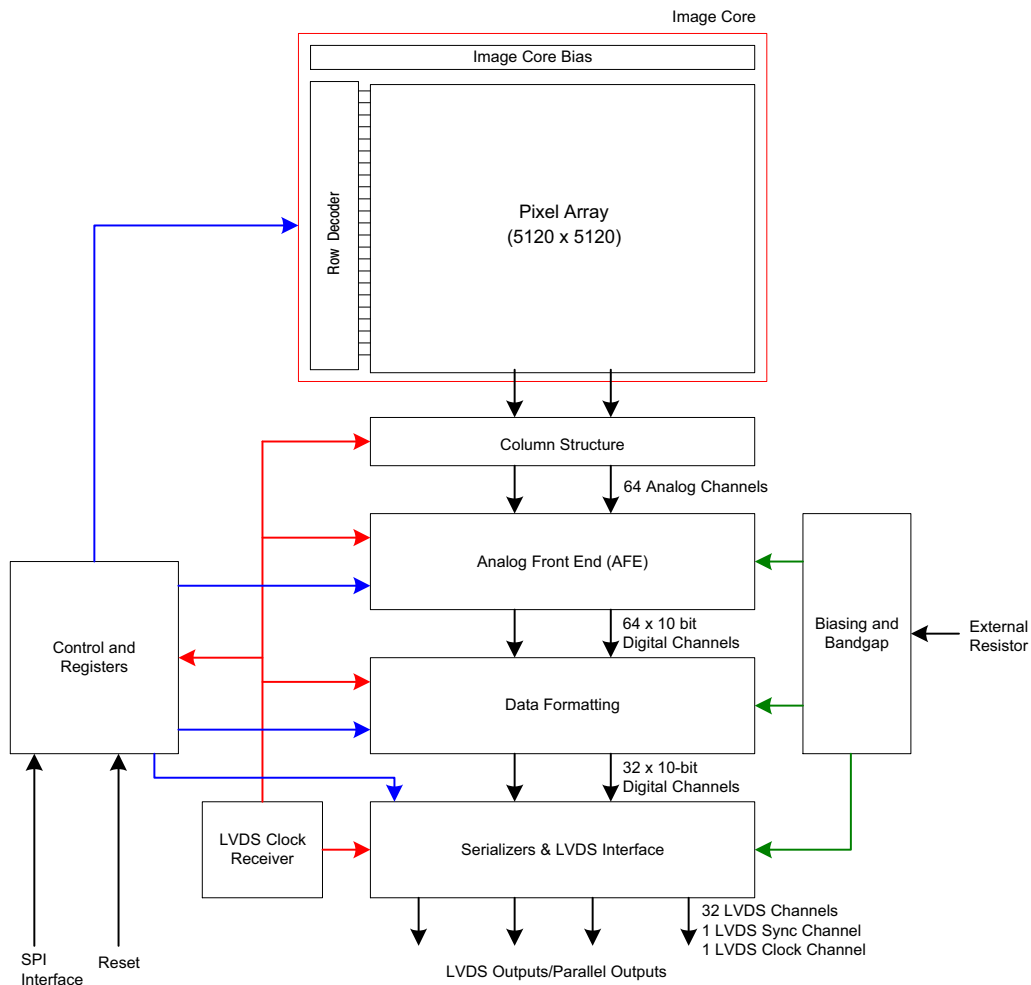 Image Core
Image Core Bias
Row Decoder
Pixel Array
(5120 x 5120)
Column Structure
64 Analog Channels
Analog Front End (AFE)
64 x 10 bit
Digital Channels
Control and
Registers
Biasing and
Bandgap
External
Resistor
Data Formatting
32 x 10-bit
Digital Channels
LVDS Clock
Receiver
Serializers & LVDS Interface
32 LVDS Channels
1 LVDS Sync Channel
1 LVDS Clock Channel
SPI
Interface
Reset
LVDS Outputs/Parallel Outputs